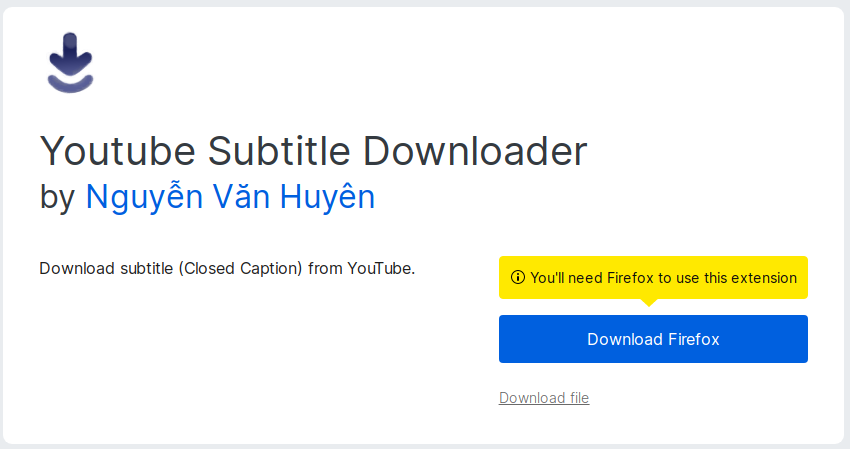 Youtube Subtitle Downloader
by Nguyễn Văn Huyên
Download subtitle (Closed Caption) from YouTube.
You'll need Firefox to use this extension
Download Firefox
Download file